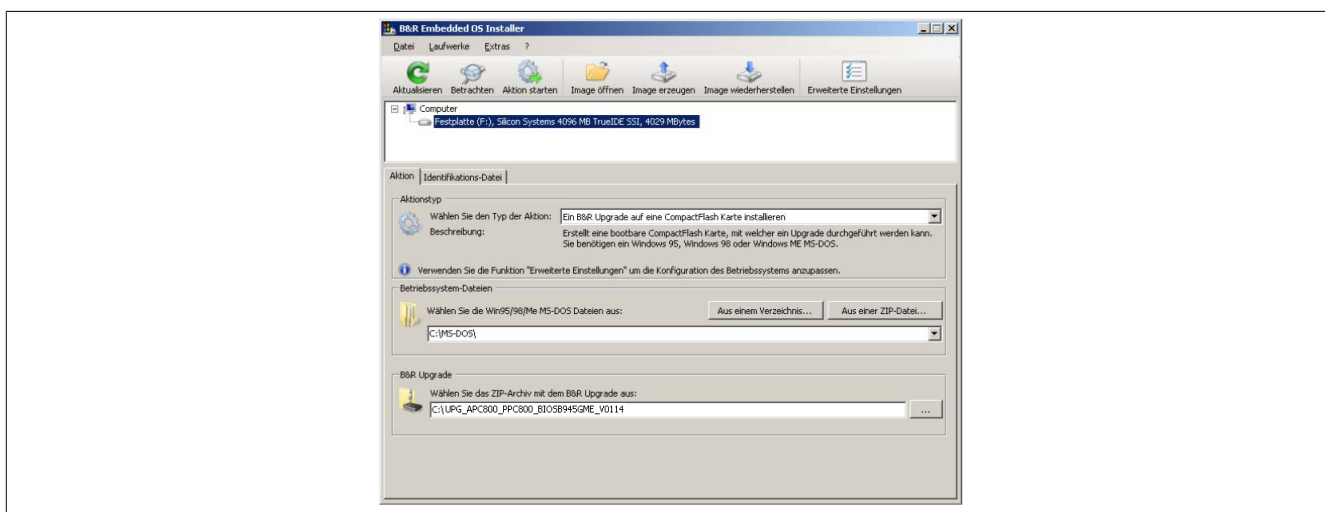 B&R Embedded OS Installer
Datei Laufwerke Extras ?
Aktualisieren Betrachten Aktion starten Image öffnen Image erzeugen Image wiederherstellen Erweiterte Einstellungen
Computer
Festplatte (F:), Silicon Systems 4096 MB TrueIDE SSI, 4029 MBytes
Aktion Identifikations-Datei
Aktionstyp
Wählen Sie den Typ der Aktion: Ein B&R Upgrade auf eine CompactFlash Karte installieren
Beschreibung: Erstellt eine bootbare CompactFlash Karte, mit welcher ein Upgrade durchgeführt werden kann.
Sie benötigen ein Windows 95, Windows 98 oder Windows ME MS-DOS.
Verwenden Sie die Funktion "Erweiterte Einstellungen" um die Konfiguration des Betriebssystems anzupassen.
Betriebssystem-Dateien
Wählen Sie die Win95/98/Me MS-DOS Dateien aus: Aus einem Verzeichnis... Aus einer ZIP-Datei...
C:\MS-DOS\
B&R Upgrade
Wählen Sie das ZIP-Archiv mit dem B&R Upgrade aus:
C:\UPG_APC800_PPC800_BIOSB945GME_V0114 ...